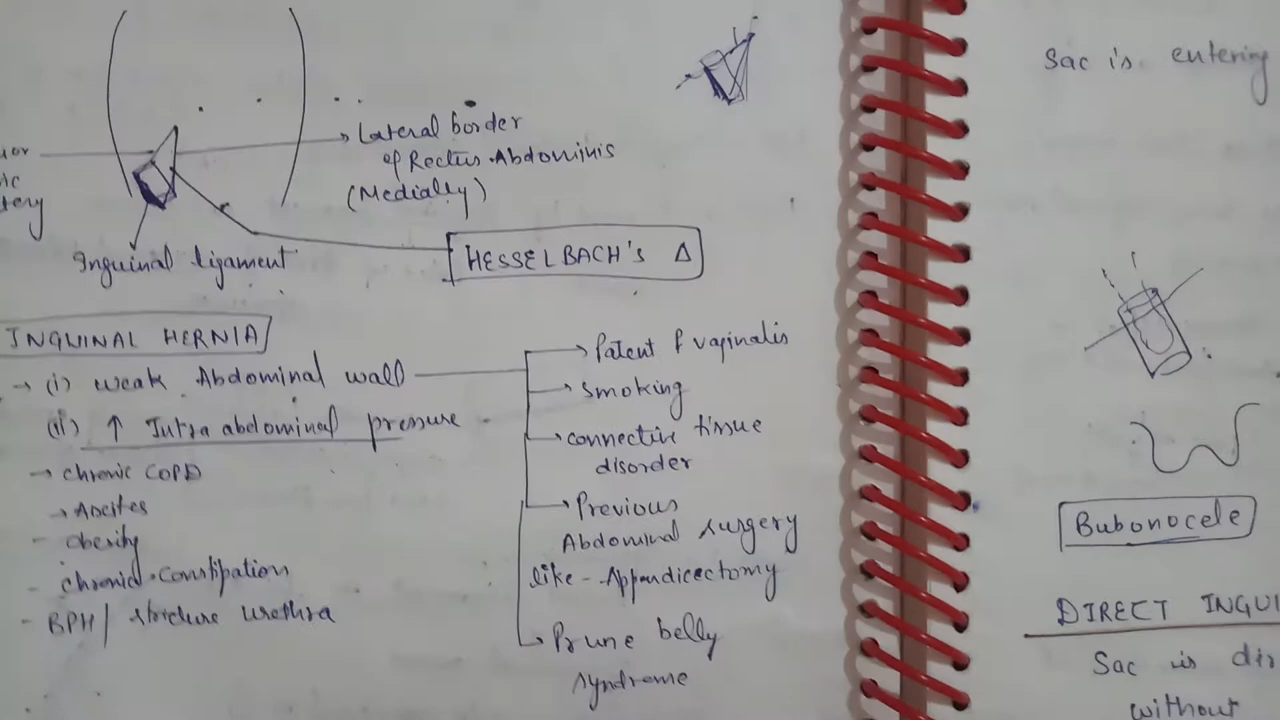 Lateral border
of Rectus Abdominis
(Medially)
Inguinal ligament
HESSELBACH's Δ
INGUINAL HERNIA
→ (i) weak Abdominal wall
(ii) ↑ Intra abdominal pressure
→ chronic COPD
→ Ascites
- obesity
- chronic constipation
- BPH / stricture urethra
→ Patent P vaginalis
→ smoking
→ connective tissue
disorder
→ Previous
Abdominal surgery
like - Appendicectomy
→ Prune belly
syndrome
Sac is entering
Bubonocele
DIRECT INGUI
Sac is dir
without